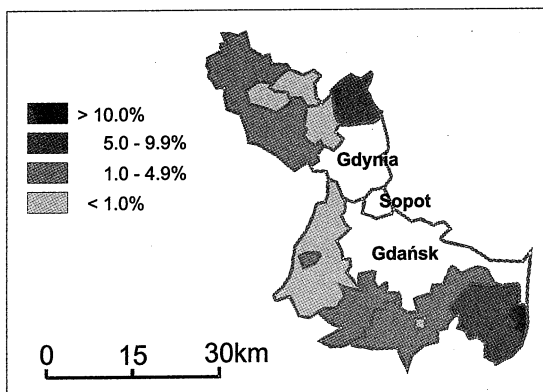 > 10.0%
5.0 - 9.9%
1.0 - 4.9%
< 1.0%
Gdynia
Sopot
Gdańsk
0 15 30km